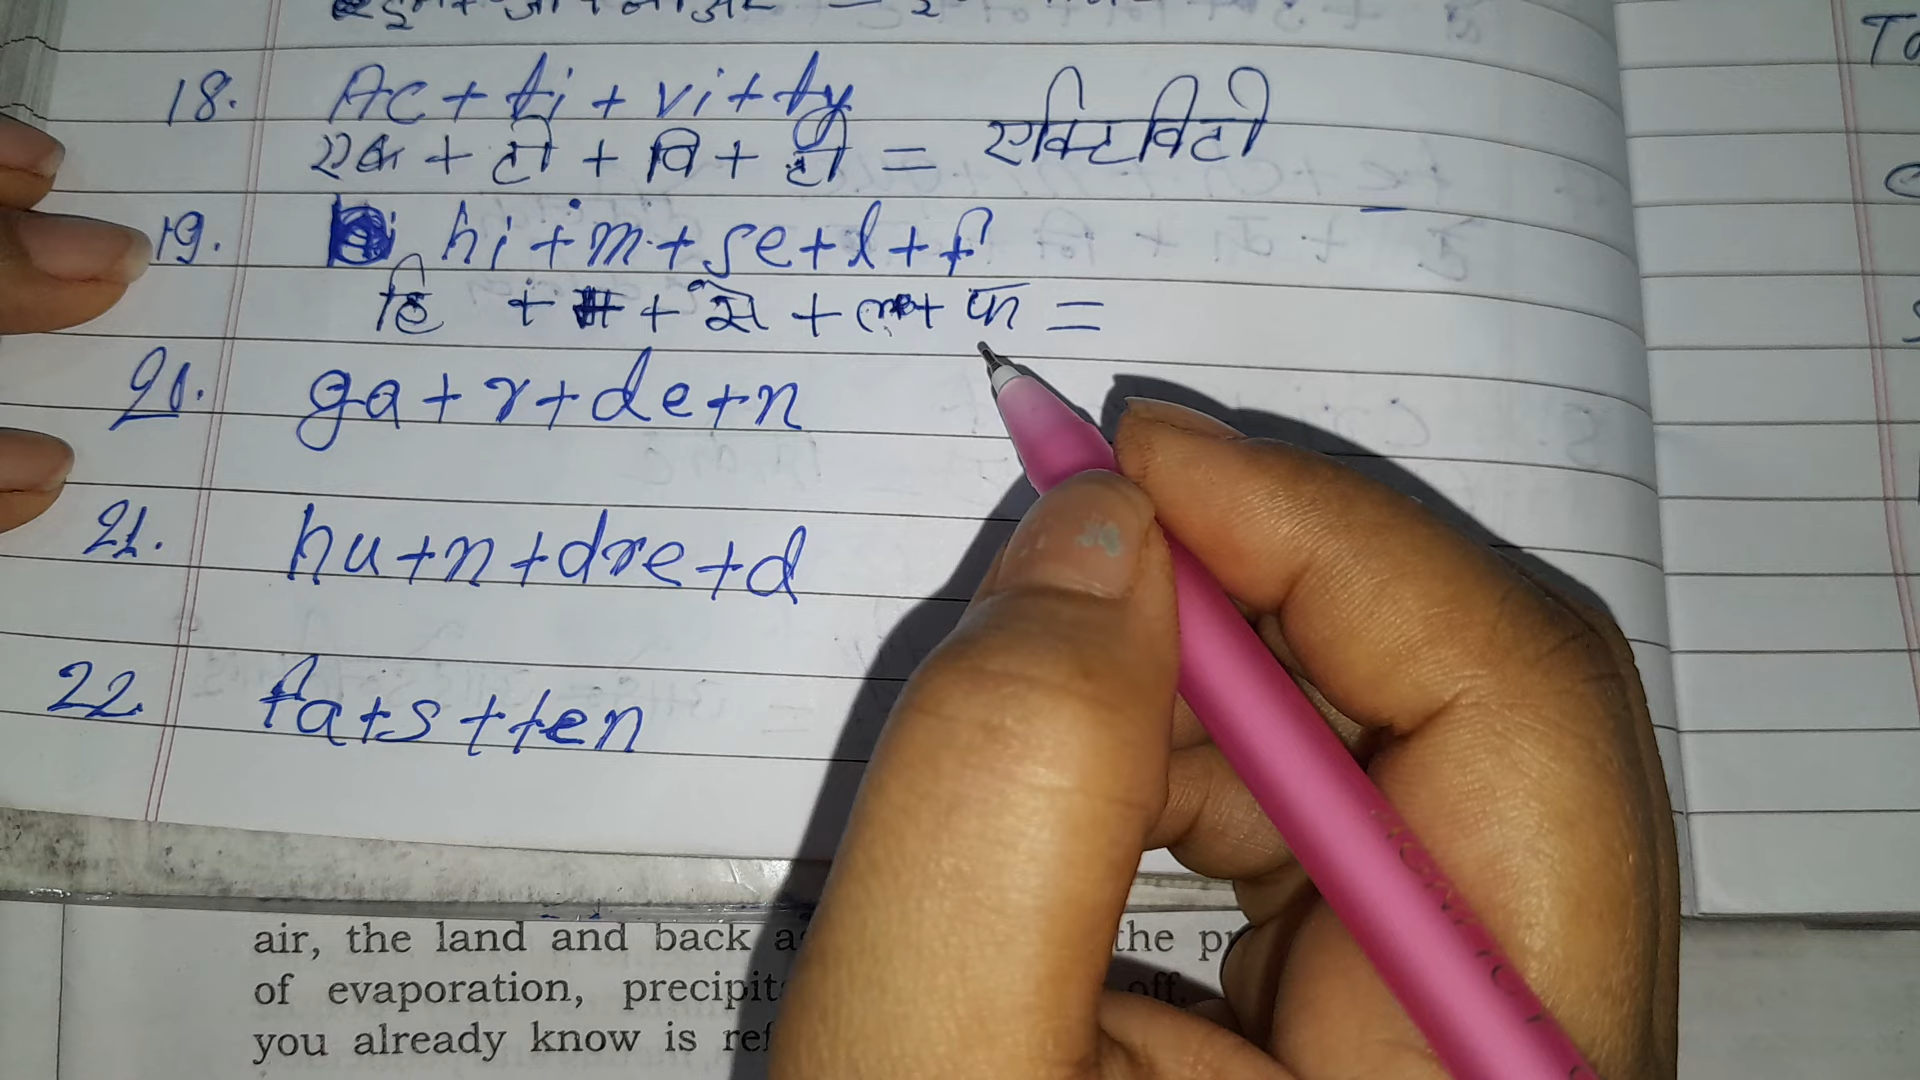 18. Ac + ti + vi + ty
एक + टी + वि + टी = एक्टिविटी
19. hi + m + se + l + f
हि + म + से + ल + फ =
20. ga + r + de + n
21. hu + n + dre + d
22. fa + s + ten
air, the land and back the
of evaporation, off.
you already know is